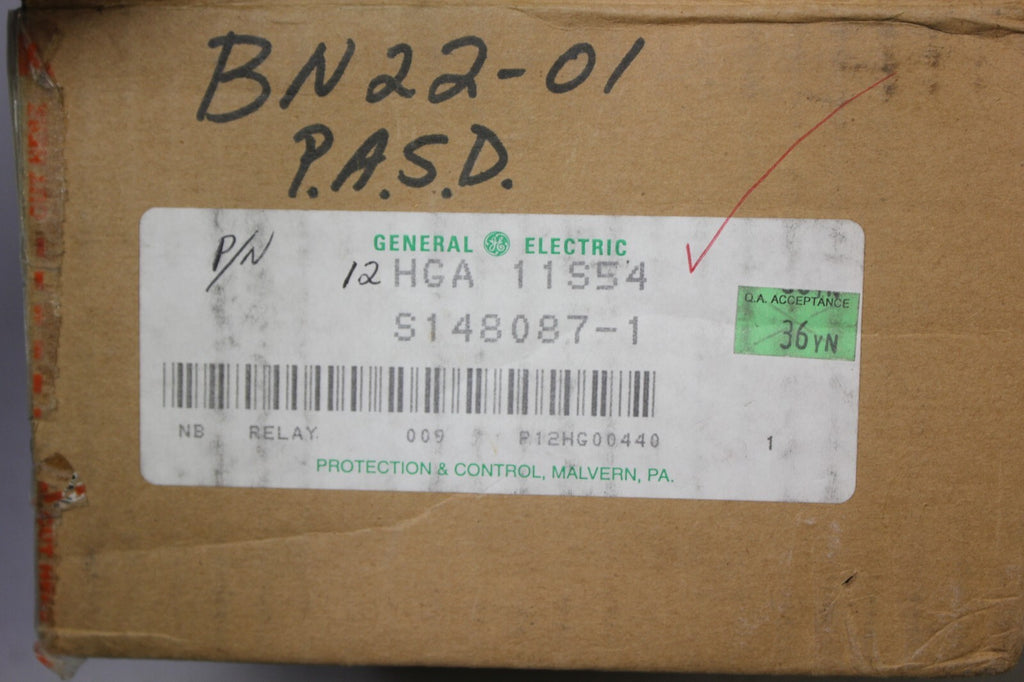 BN22-01
P.A.S.D.
P/N
GENERAL GE ELECTRIC
12 HGA 11S54
S148087-1
Q.A. ACCEPTANCE
36YN
NB RELAY 009 P12HG00440 1
PROTECTION & CONTROL, MALVERN, PA.